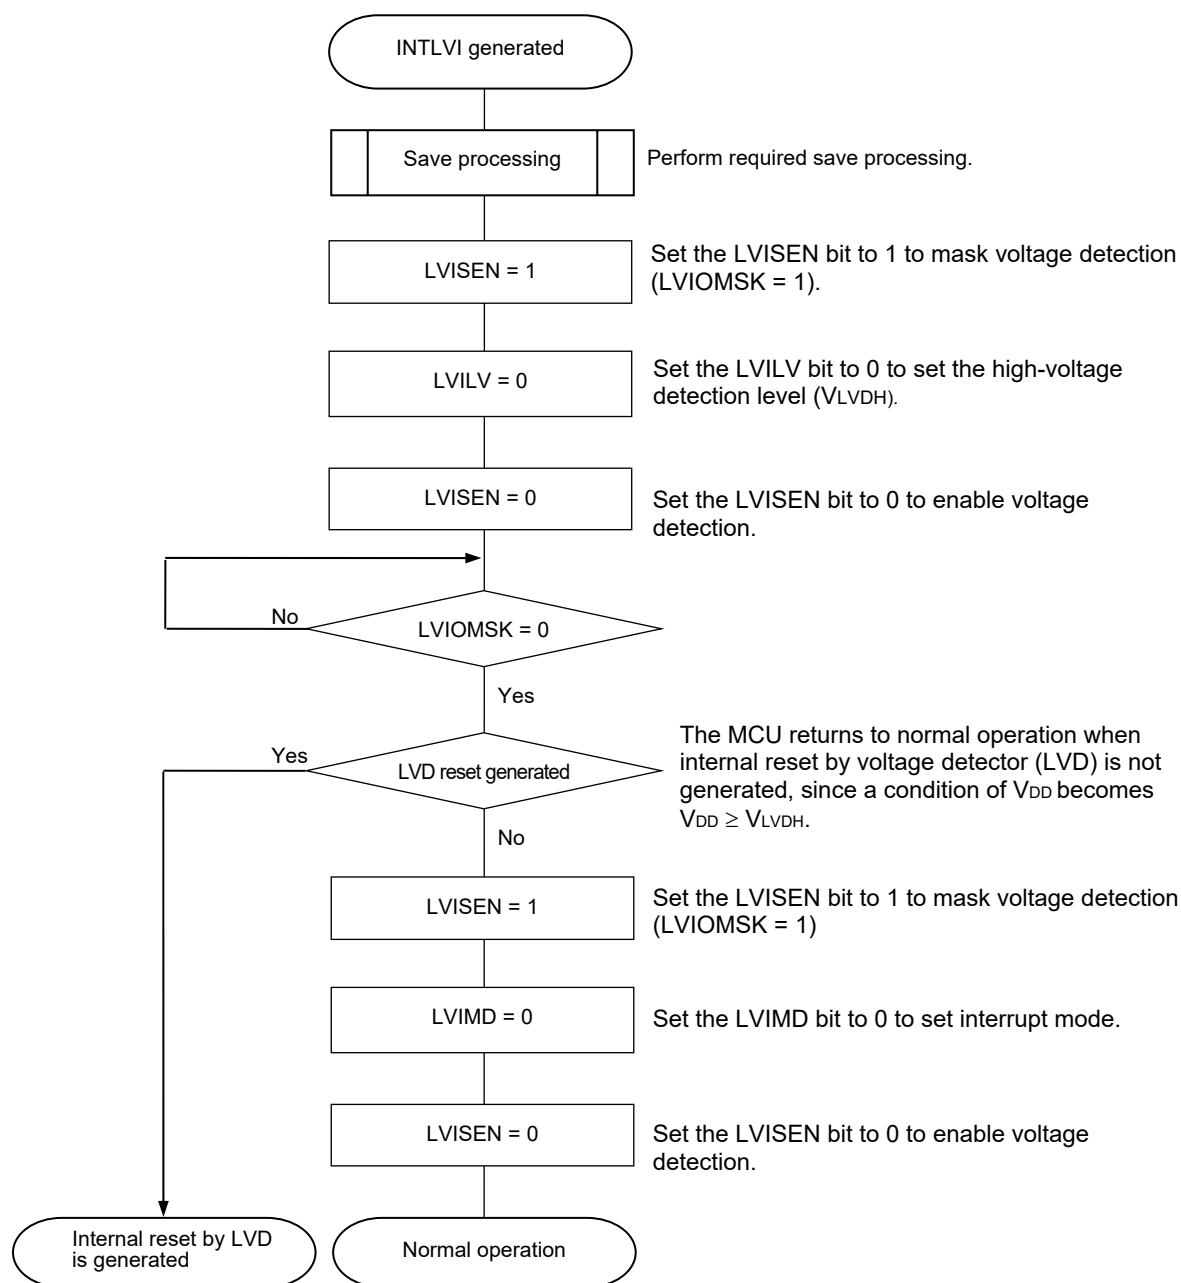 INTLVI generated
Save processing
Perform required save processing.
LVISEN = 1
Set the LVISEN bit to 1 to mask voltage detection
(LVIOMSK = 1).
LVILV = 0
Set the LVILV bit to 0 to set the high-voltage
detection level (VLVDH).
LVISEN = 0
Set the LVISEN bit to 0 to enable voltage
detection.
No
LVIOMSK = 0
Yes
Yes
LVD reset generated
The MCU returns to normal operation when
internal reset by voltage detector (LVD) is not
generated, since a condition of VDD becomes
VDD ≥ VLVDH.
No
LVISEN = 1
Set the LVISEN bit to 1 to mask voltage detection
(LVIOMSK = 1)
LVIMD = 0
Set the LVIMD bit to 0 to set interrupt mode.
LVISEN = 0
Set the LVISEN bit to 0 to enable voltage
detection.
Internal reset by LVD
is generated
Normal operation